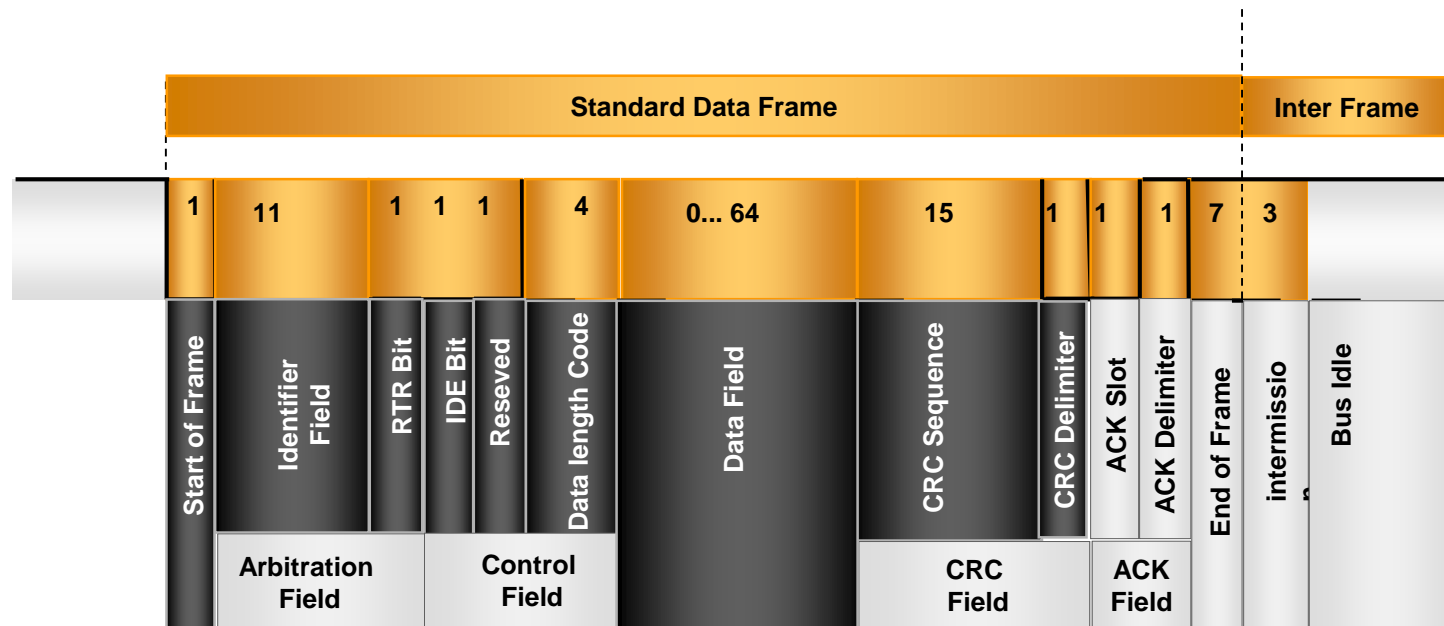 Standard Data Frame
Inter Frame
1
11
1
1
1
4
0... 64
15
1
1
1
7
3
Start of Frame
Identifier
Field
RTR Bit
IDE Bit
Reseved
Data length Code
Data Field
CRC Sequence
CRC Delimiter
ACK Slot
ACK Delimiter
End of Frame
intermissio
n
Bus Idle
Arbitration
Field
Control
Field
CRC
Field
ACK
Field